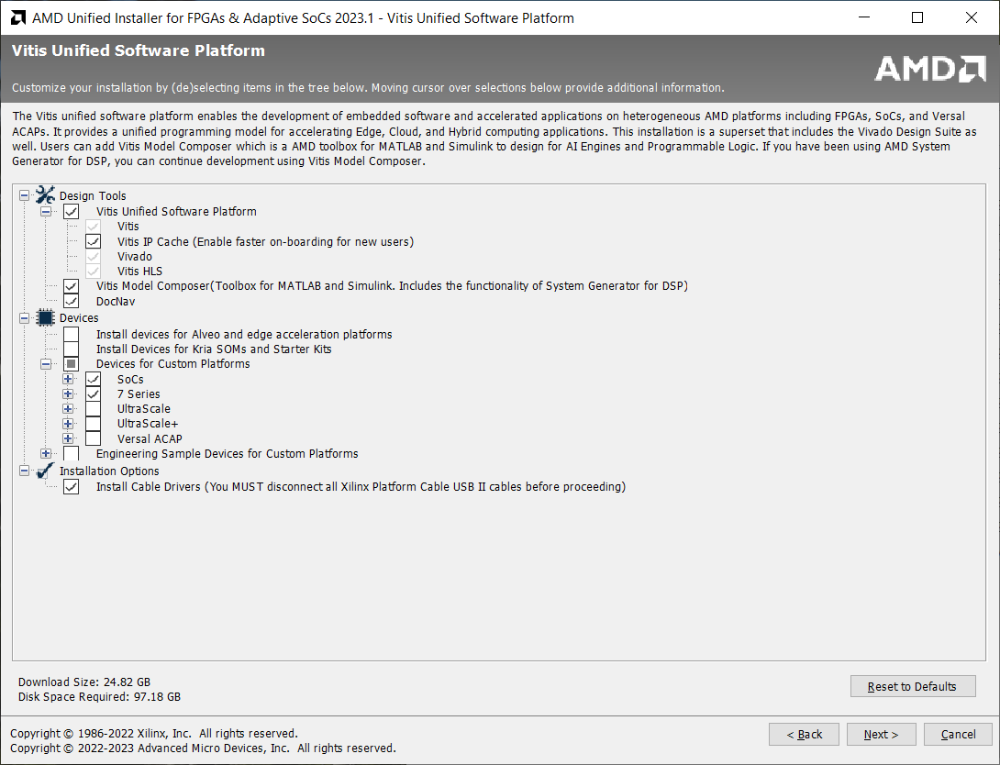 AMD Unified Installer for FPGAs & Adaptive SoCs 2023.1 - Vitis Unified Software Platform
Vitis Unified Software Platform
AMD
Customize your installation by (de)selecting items in the tree below. Moving cursor over selections below provide additional information.
The Vitis unified software platform enables the development of embedded software and accelerated applications on heterogeneous AMD platforms including FPGAs, SoCs, and Versal
ACAPs. It provides a unified programming model for accelerating Edge, Cloud, and Hybrid computing applications. This installation is a superset that includes the Vivado Design Suite as
well. Users can add Vitis Model Composer which is a AMD toolbox for MATLAB and Simulink to design for AI Engines and Programmable Logic. If you have been using AMD System
Generator for DSP, you can continue development using Vitis Model Composer.
Design Tools
Vitis Unified Software Platform
Vitis
Vitis IP Cache (Enable faster on-boarding for new users)
Vivado
Vitis HLS
Vitis Model Composer(Toolbox for MATLAB and Simulink. Includes the functionality of System Generator for DSP)
DocNav
Devices
Install devices for Alveo and edge acceleration platforms
Install Devices for Kria SOMs and Starter Kits
Devices for Custom Platforms
SoCs
7 Series
UltraScale
UltraScale+
Versal ACAP
Engineering Sample Devices for Custom Platforms
Installation Options
Install Cable Drivers (You MUST disconnect all Xilinx Platform Cable USB II cables before proceeding)
Download Size: 24.82 GB
Disk Space Required: 97.18 GB
Reset to Defaults
Copyright © 1986-2022 Xilinx, Inc.  All rights reserved.
Copyright © 2022-2023 Advanced Micro Devices, Inc.  All rights reserved.
< Back
Next >
Cancel